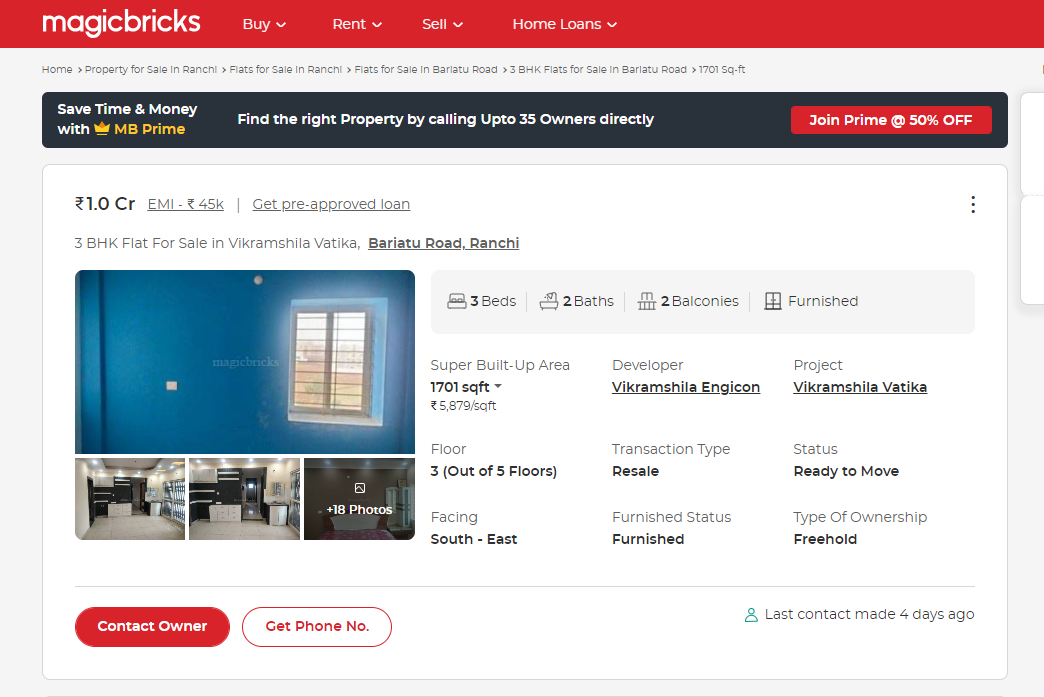 magicbricks
Buy Rent Sell Home Loans
Home > Property for Sale in Ranchi > Flats for Sale in Ranchi > Flats for Sale in Bariatu Road > 3 BHK Flats for Sale in Bariatu Road > 1701 Sq-ft
Save Time & Money
with MB Prime
Find the right Property by calling Upto 35 Owners directly
Join Prime @ 50% OFF
₹1.0 Cr EMI - ₹ 45k | Get pre-approved loan
3 BHK Flat For Sale in Vikramshila Vatika, Bariatu Road, Ranchi
magicbricks
+18 Photos
3 Beds 2 Baths 2 Balconies Furnished
Super Built-Up Area
1701 sqft
₹ 5,879/sqft
Developer
Vikramshila Engicon
Project
Vikramshila Vatika
Floor
3 (Out of 5 Floors)
Transaction Type
Resale
Status
Ready to Move
Facing
South - East
Furnished Status
Furnished
Type Of Ownership
Freehold
Contact Owner
Get Phone No.
Last contact made 4 days ago